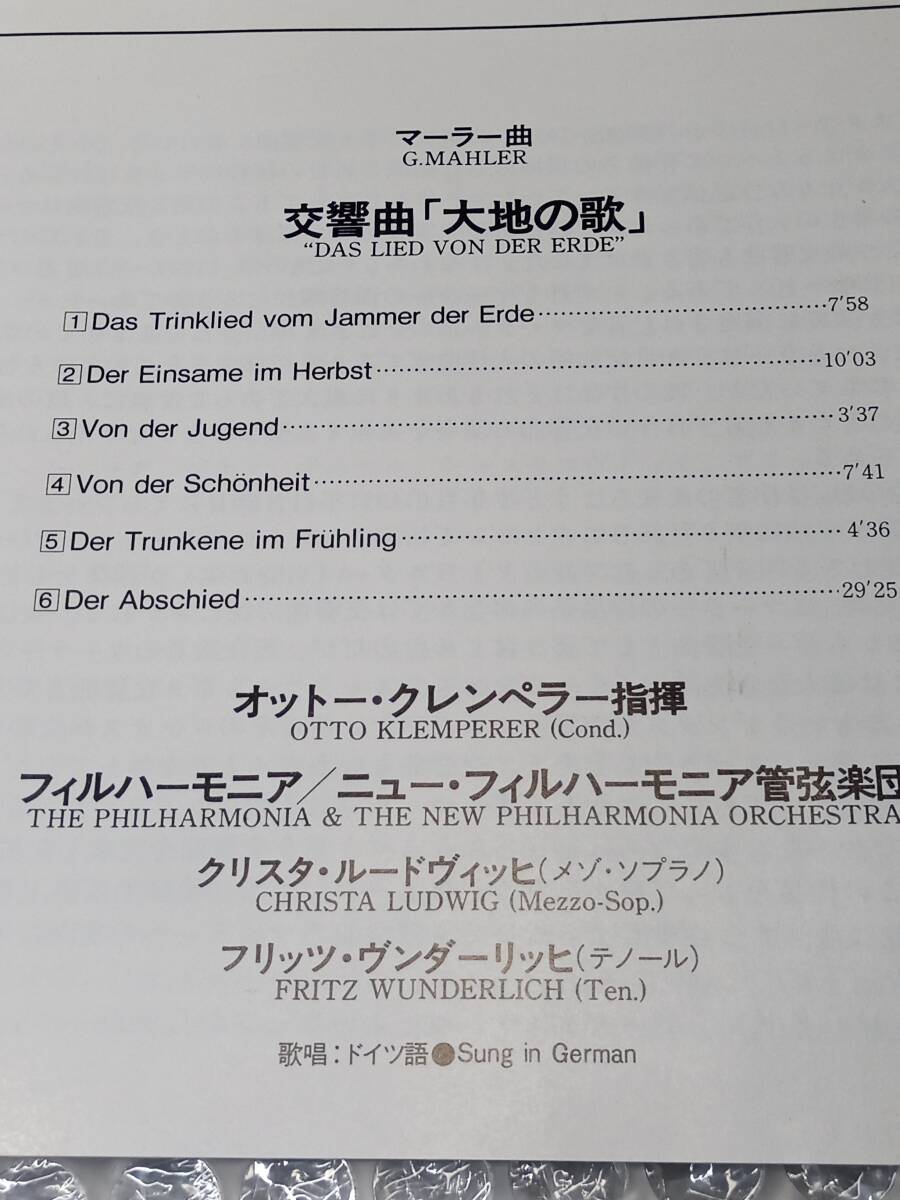 マーラー曲
G.MAHLER
交響曲「大地の歌」
“DAS LIED VON DER ERDE”
1 Das Trinklied vom Jammer der Erde 7’58
2 Der Einsame im Herbst 10’03
3 Von der Jugend 3’37
4 Von der Schönheit 7’41
5 Der Trunkene im Frühling 4’36
6 Der Abschied 29’25
オットー・クレンペラー指揮
OTTO KLEMPERER (Cond.)
フィルハーモニア／ニュー・フィルハーモニア管弦楽団
THE PHILHARMONIA & THE NEW PHILHARMONIA ORCHESTRA
クリスタ・ルードヴィッヒ(メゾ・ソプラノ)
CHRISTA LUDWIG (Mezzo-Sop.)
フリッツ・ヴンダーリッヒ(テノール)
FRITZ WUNDERLICH (Ten.)
歌唱：ドイツ語●Sung in German